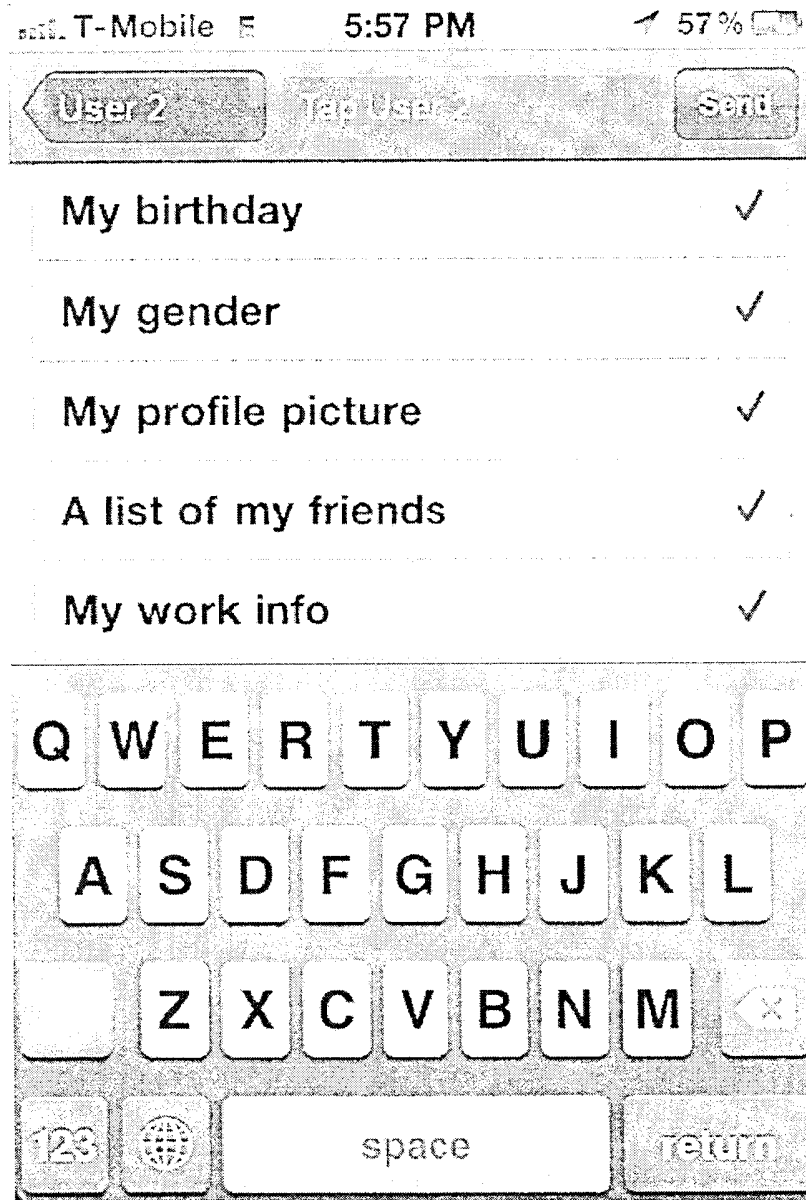 T-Mobile E 5:57 PM 57%
User 2 Tap User 2 Send
My birthday
My gender
My profile picture
A list of my friends
My work info
Q W E R T Y U I O P
A S D F G H J K L
Z X C V B N M
123 space return